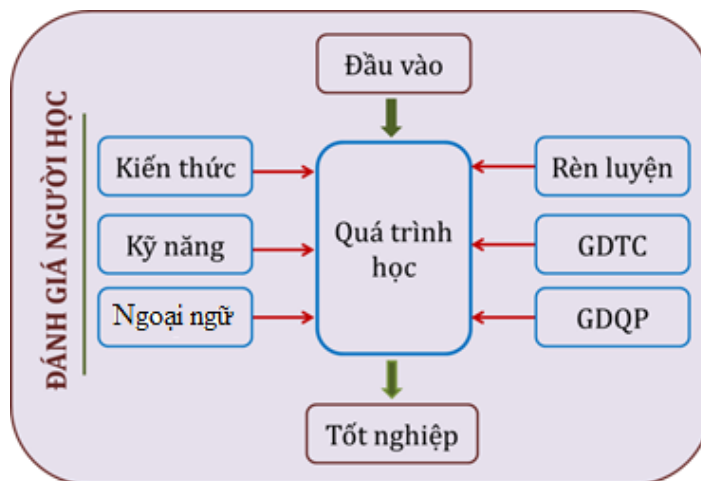 ĐÁNH GIÁ NGƯỜI HỌC
Đầu vào
Kiến thức
Kỹ năng
Ngoại ngữ
Quá trình
học
Rèn luyện
GDTC
GDQP
Tốt nghiệp